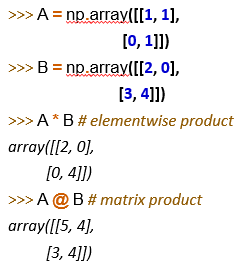 >>> A = np.array([[1, 1],
[0, 1]])
>>> B = np.array([[2, 0],
[3, 4]])
>>> A * B # elementwise product
array([[2, 0],
[0, 4]])
>>> A @ B # matrix product
array([[5, 4],
[3, 4]])